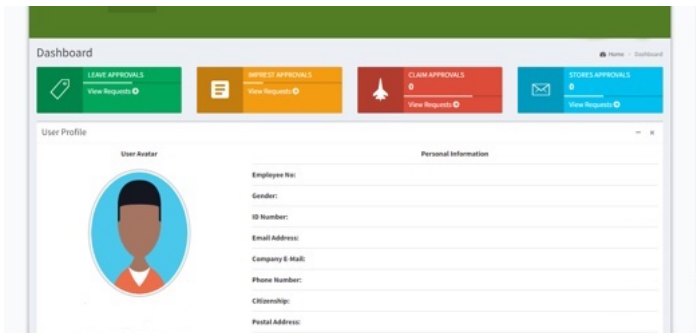 Dashboard
Home > Dashboard
LEAVE APPROVALS
View Requests
IMPREST APPROVALS
View Requests
CLAIM APPROVALS
0
View Requests
STORES APPROVALS
0
View Requests
User Profile
User Avatar
Personal Information
Employee No:
Gender:
ID Number:
Email Address:
Company E-Mail:
Phone Number:
Citizenship:
Postal Address: